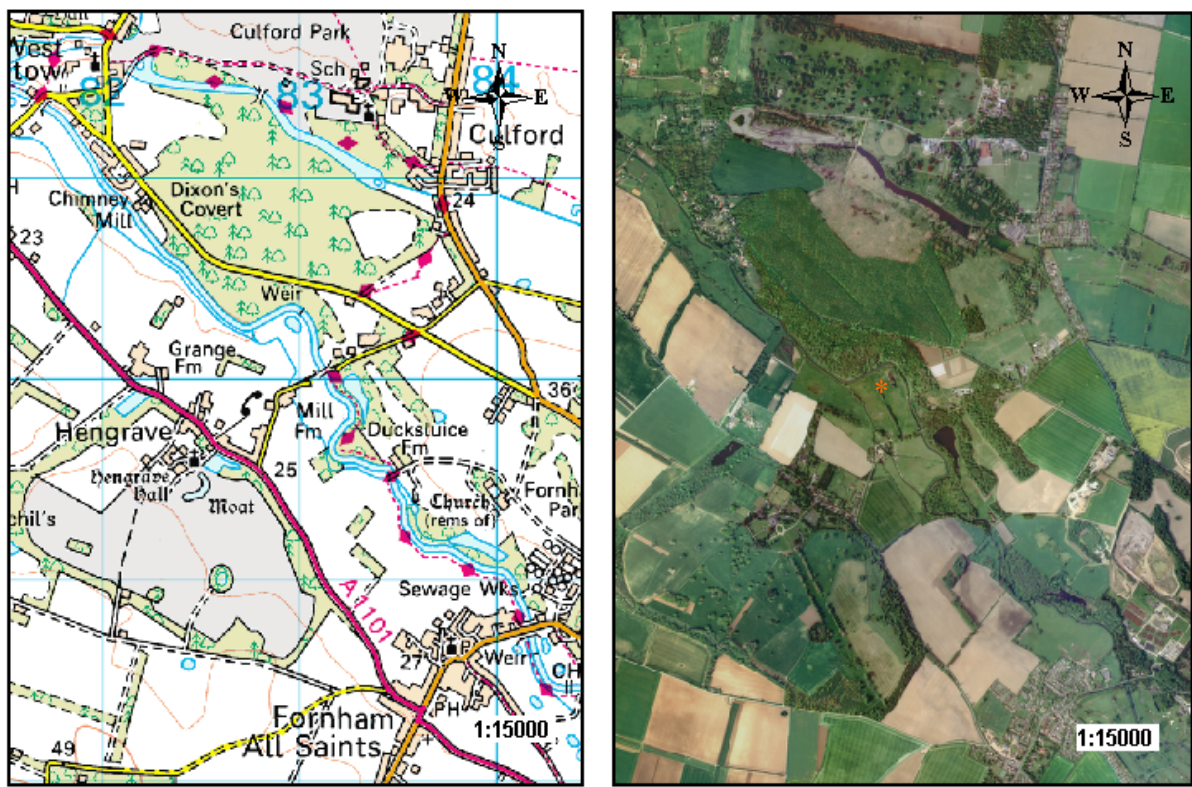 Culford Park
West
tow
82
Sch
83
84
N
W
E
S
Culford
Dixon's
Covert
Chimney
Mill
24
23
Weir
Grange
Fm
36
Mill
Fm
Hengrave
Ducksluice
Fm
25
Hengrave
Hall
Moat
Church
(rems of)
Fornh
Par
chil's
Sewage Wks
A1101
27
P
Weir
PH
Fornham
All Saints
49
1:15000
N
W
E
S
1:15000